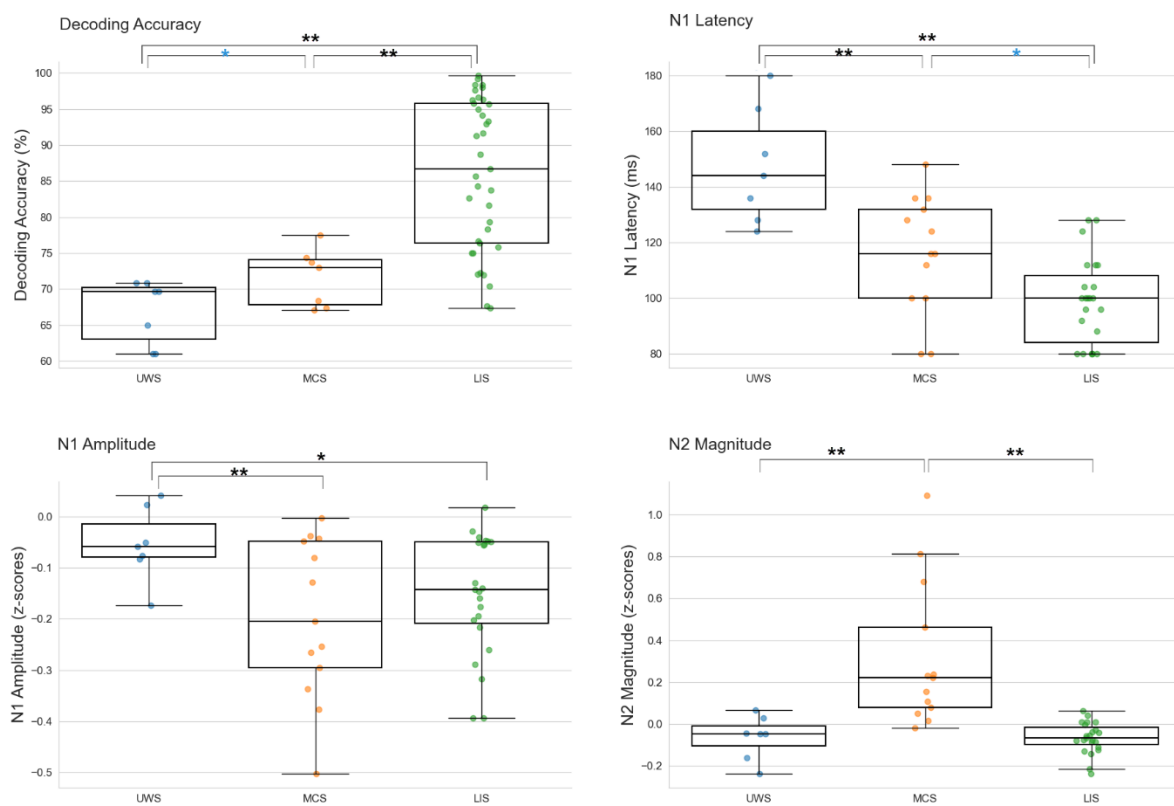 Decoding Accuracy
**
*
**
Decoding Accuracy (%)
100
95
90
85
80
75
70
65
60
UWS
MCS
LIS
N1 Latency
**
**
*
N1 Latency (ms)
180
160
140
120
100
80
UWS
MCS
LIS
N1 Amplitude
*
**
N1 Amplitude (z-scores)
0.0
−0.1
−0.2
−0.3
−0.4
−0.5
UWS
MCS
LIS
N2 Magnitude
**
**
N2 Magnitude (z-scores)
1.0
0.8
0.6
0.4
0.2
0.0
−0.2
UWS
MCS
LIS